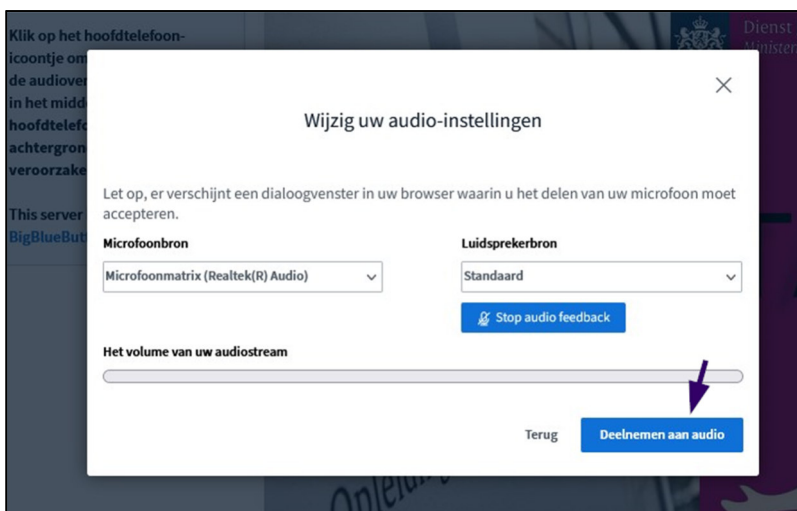 Klik op het hoofdtelefoon-
icoontje om
de audiover
in het midd
hoofdtelefo
achtergron
veroorzake
This server
BigBlueButt
Dienst
Minister
Wijzig uw audio-instellingen
Let op, er verschijnt een dialoogvenster in uw browser waarin u het delen van uw microfoon moet
accepteren.
Microfoonbron
Luidsprekerbron
Microfoonmatrix (Realtek(R) Audio)
Standaard
Stop audio feedback
Het volume van uw audiostream
Terug
Deelnemen aan audio